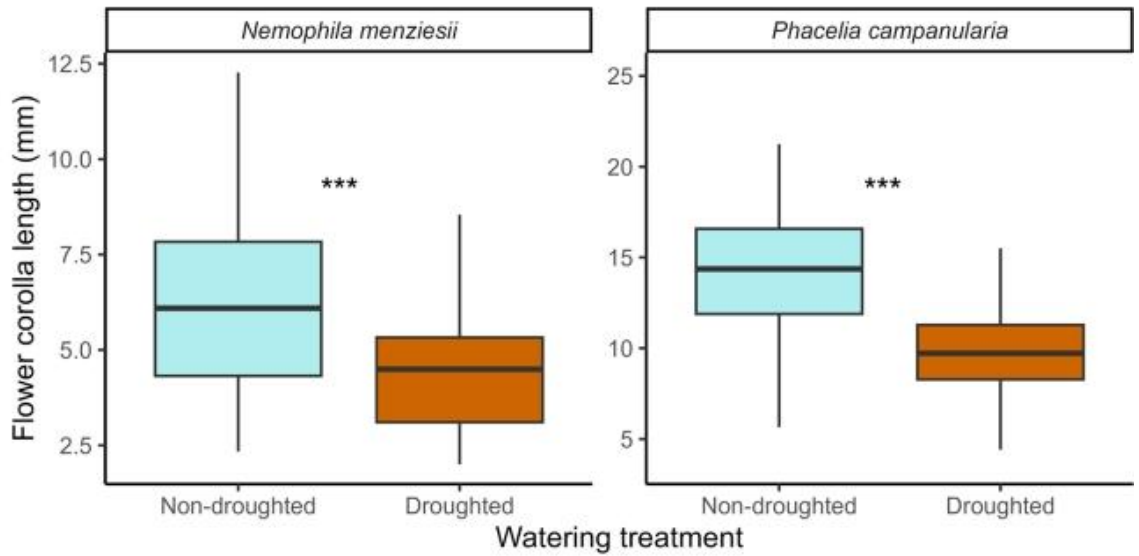 Nemophila menziesii
Phacelia campanularia
Flower corolla length (mm)
12.5
10.0
7.5
5.0
2.5
***
25
20
15
10
5
***
Non-droughted
Droughted
Non-droughted
Droughted
Watering treatment